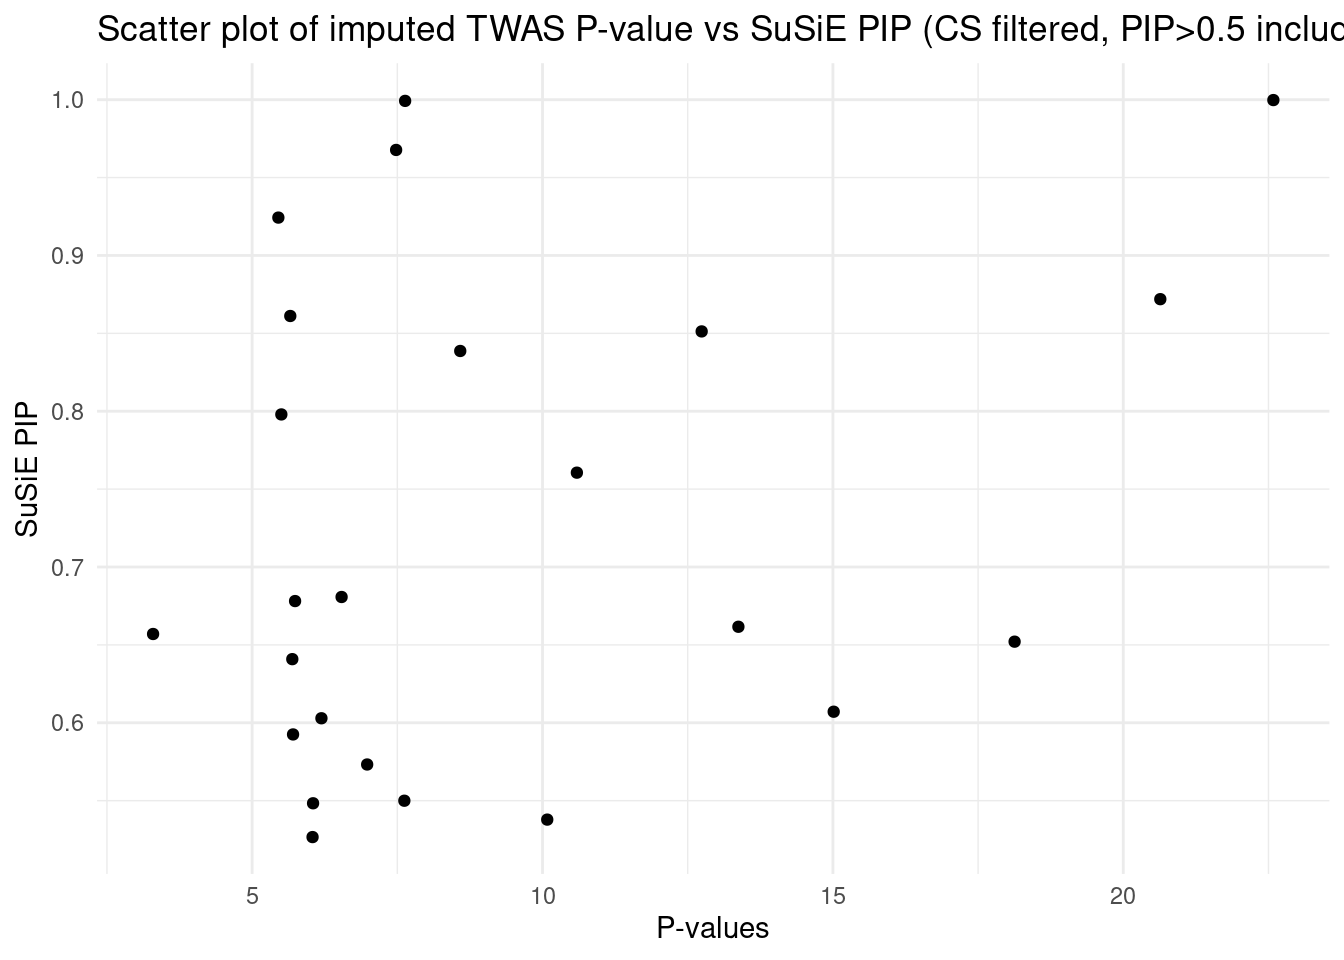 Scatter plot of imputed TWAS P-value vs SuSiE PIP (CS filtered, PIP>0.5 includ
1.0
0.9
0.8
0.7
0.6
SuSiE PIP
5 10 15 20
P-values